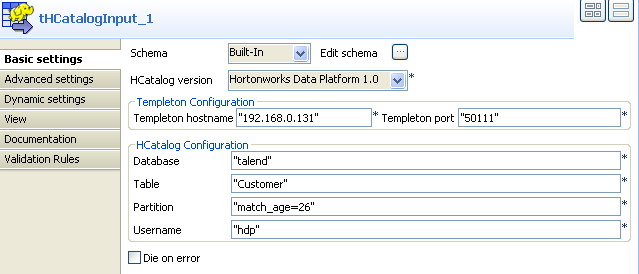 tHCatalogInput_1
Basic settings
Advanced settings
Dynamic settings
View
Documentation
Validation Rules
Schema Built-In Edit schema ...
HCatalog version Hortonworks Data Platform 1.0 *
Templeton Configuration
Templeton hostname "192.168.0.131" * Templeton port "50111" *
HCatalog Configuration
Database "talend" *
Table "Customer" *
Partition "match_age=26" *
Username "hdp" *
Die on error